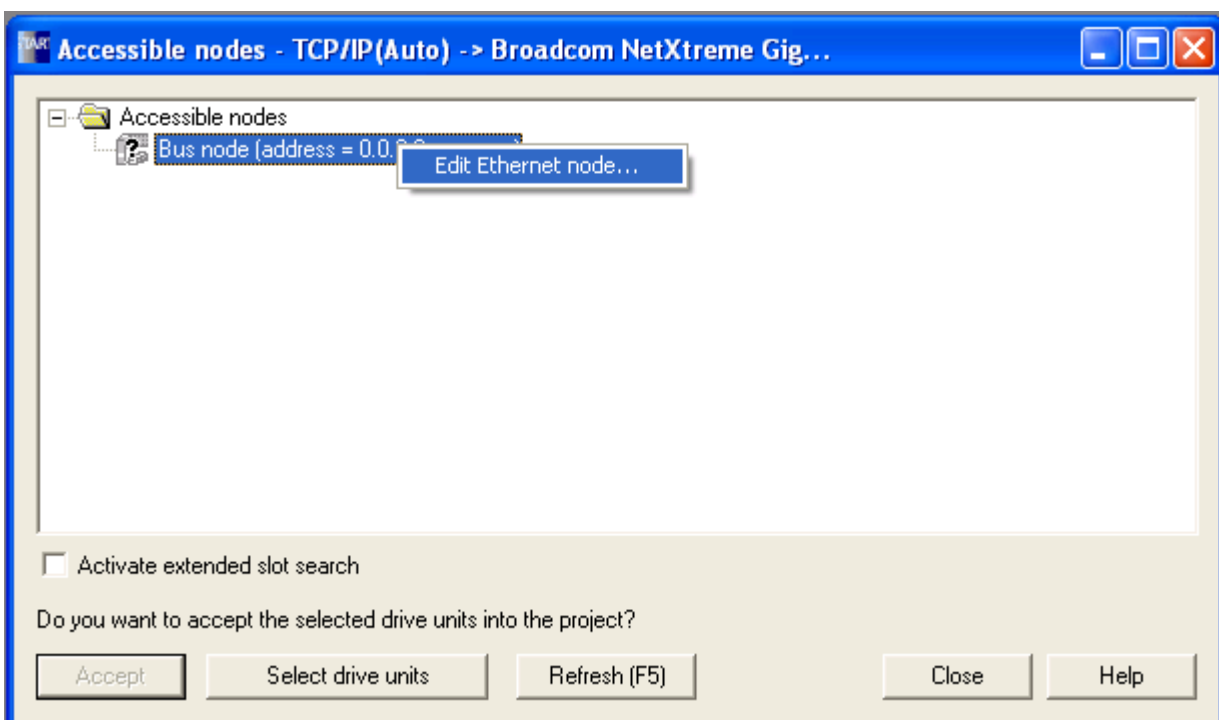 Accessible nodes - TCP/IP(Auto) -> Broadcom NetXtreme Gig...
Accessible nodes
Bus node (address = 0.0.
Edit Ethernet node...
Activate extended slot search
Do you want to accept the selected drive units into the project?
Accept Select drive units Refresh (F5) Close Help